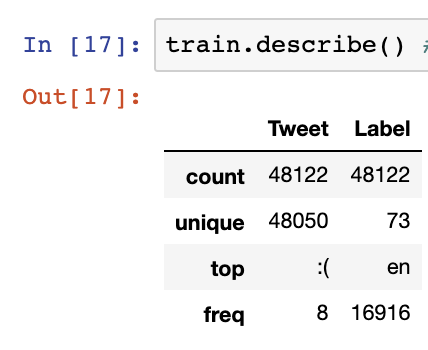 In [17]: train.describe() #
Out[17]:
Tweet Label
count 48122 48122
unique 48050 73
top :( en
freq 8 16916